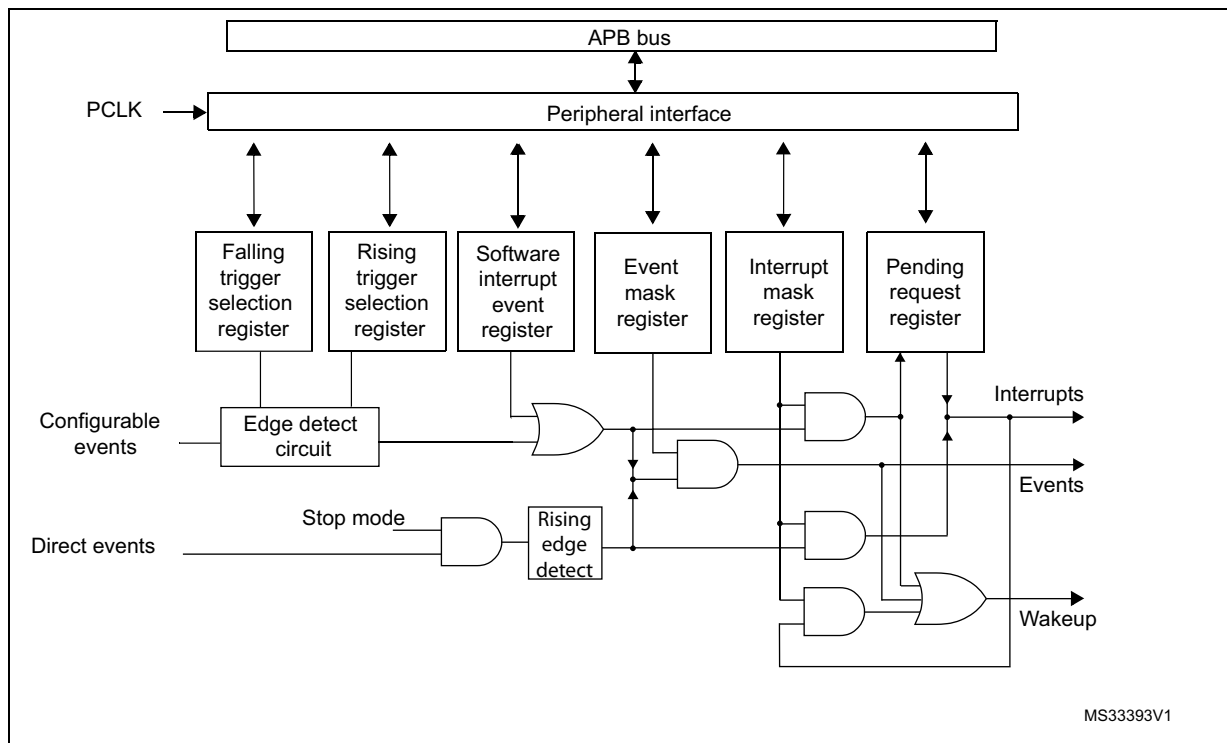 APB bus
PCLK
Peripheral interface
Falling
trigger
selection
register
Rising
trigger
selection
register
Software
interrupt
event
register
Event
mask
register
Interrupt
mask
register
Pending
request
register
Interrupts
Configurable
events
Edge detect
circuit
Events
Stop mode
Direct events
Rising
edge
detect
Wakeup
MS33393V1